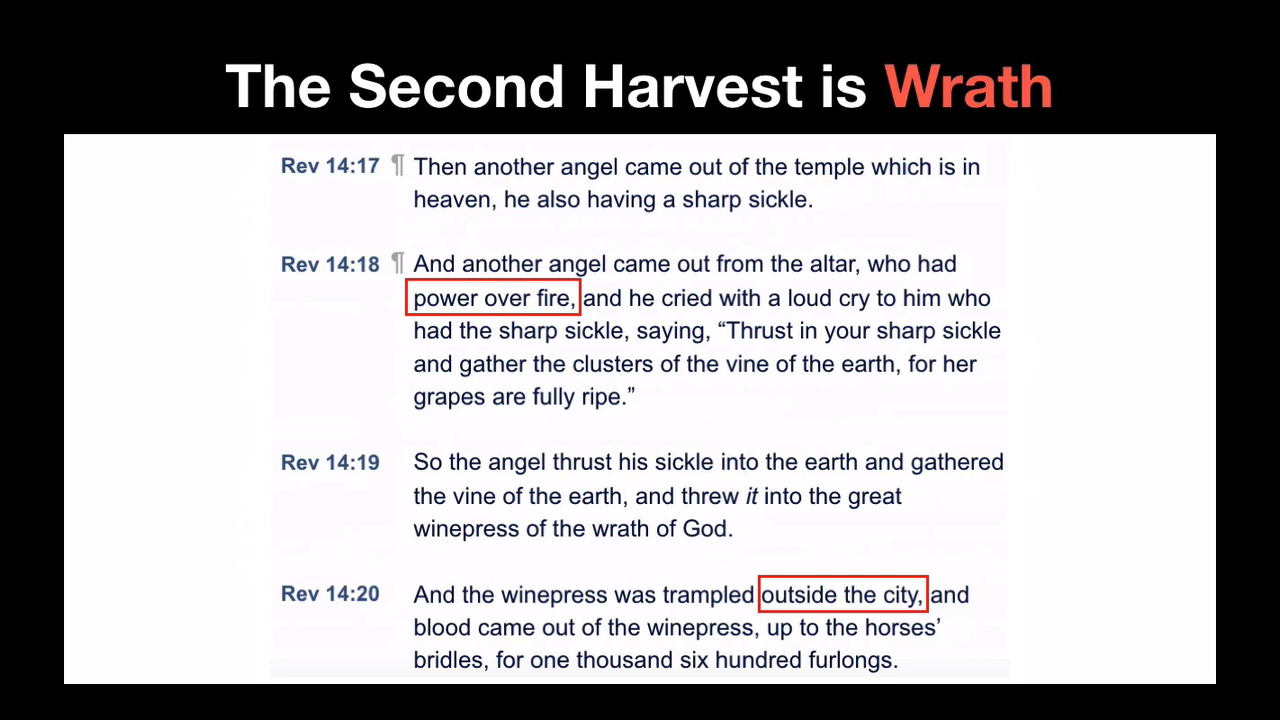 The Second Harvest is Wrath
Rev 14:17 ¶ Then another angel came out of the temple which is in
heaven, he also having a sharp sickle.
Rev 14:18 ¶ And another angel came out from the altar, who had
power over fire, and he cried with a loud cry to him who
had the sharp sickle, saying, “Thrust in your sharp sickle
and gather the clusters of the vine of the earth, for her
grapes are fully ripe.”
Rev 14:19 So the angel thrust his sickle into the earth and gathered
the vine of the earth, and threw it into the great
winepress of the wrath of God.
Rev 14:20 And the winepress was trampled outside the city, and
blood came out of the winepress, up to the horses’
bridles, for one thousand six hundred furlongs.